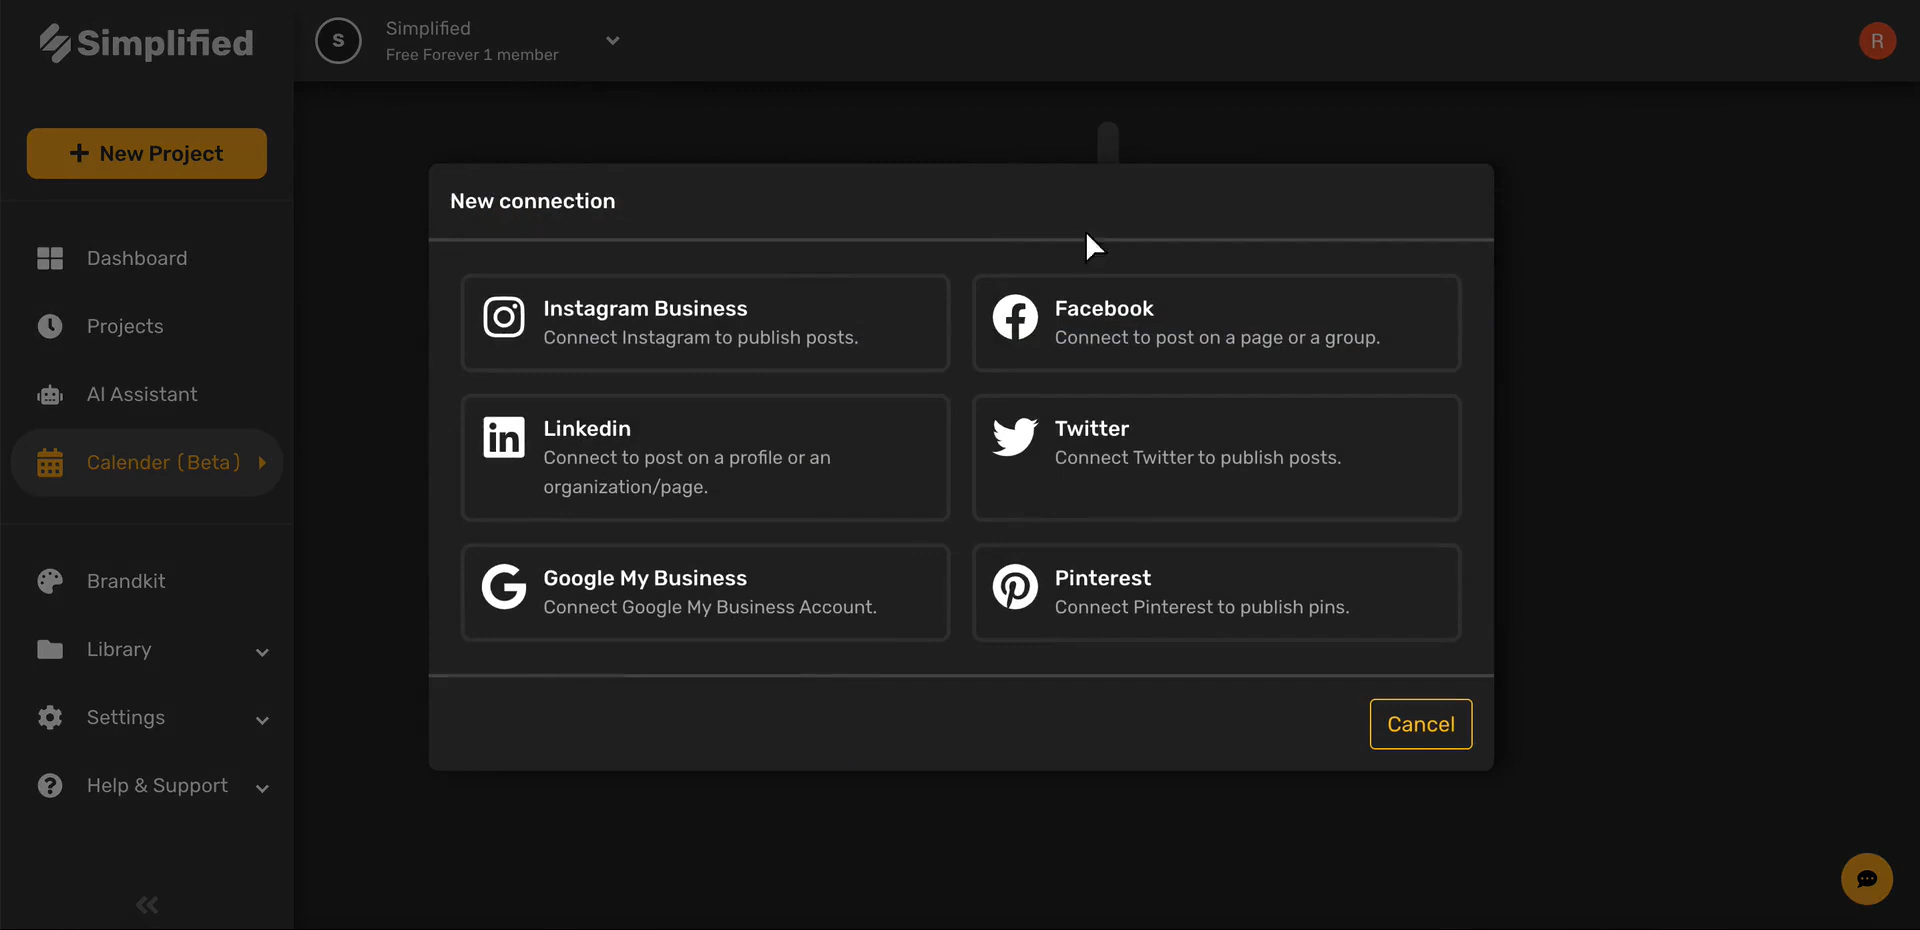 Simplified
S
Simplified
Free Forever 1 member
R
+ New Project
Dashboard
Projects
AI Assistant
Calender (Beta)
Brandkit
Library
Settings
Help & Support
New connection
Instagram Business
Connect Instagram to publish posts.
Facebook
Connect to post on a page or a group.
Linkedin
Connect to post on a profile or an
organization/page.
Twitter
Connect Twitter to publish posts.
Google My Business
Connect Google My Business Account.
Pinterest
Connect Pinterest to publish pins.
Cancel